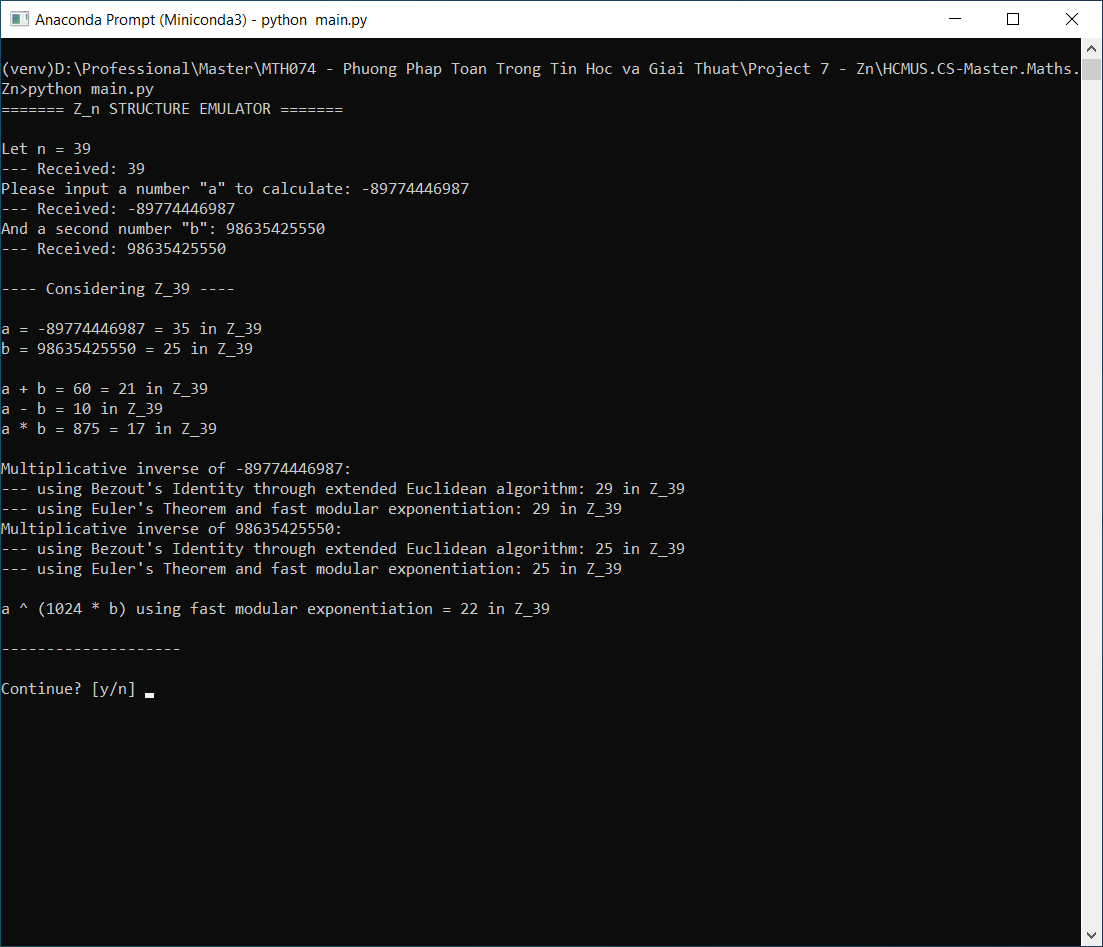 Anaconda Prompt (Miniconda3) - python  main.py
(venv)D:\Professional\Master\MTH074 - Phuong Phap Toan Trong Tin Hoc va Giai Thuat\Project 7 - Zn\HCMUS.CS-Master.Maths.
Zn>python main.py
======= Z_n STRUCTURE EMULATOR =======
Let n = 39
--- Received: 39
Please input a number "a" to calculate: -89774446987
--- Received: -89774446987
And a second number "b": 98635425550
--- Received: 98635425550
---- Considering Z_39 ----
a = -89774446987 = 35 in Z_39
b = 98635425550 = 25 in Z_39
a + b = 60 = 21 in Z_39
a - b = 10 in Z_39
a * b = 875 = 17 in Z_39
Multiplicative inverse of -89774446987:
--- using Bezout's Identity through extended Euclidean algorithm: 29 in Z_39
--- using Euler's Theorem and fast modular exponentiation: 29 in Z_39
Multiplicative inverse of 98635425550:
--- using Bezout's Identity through extended Euclidean algorithm: 25 in Z_39
--- using Euler's Theorem and fast modular exponentiation: 25 in Z_39
a ^ (1024 * b) using fast modular exponentiation = 22 in Z_39
--------------------
Continue? [y/n]